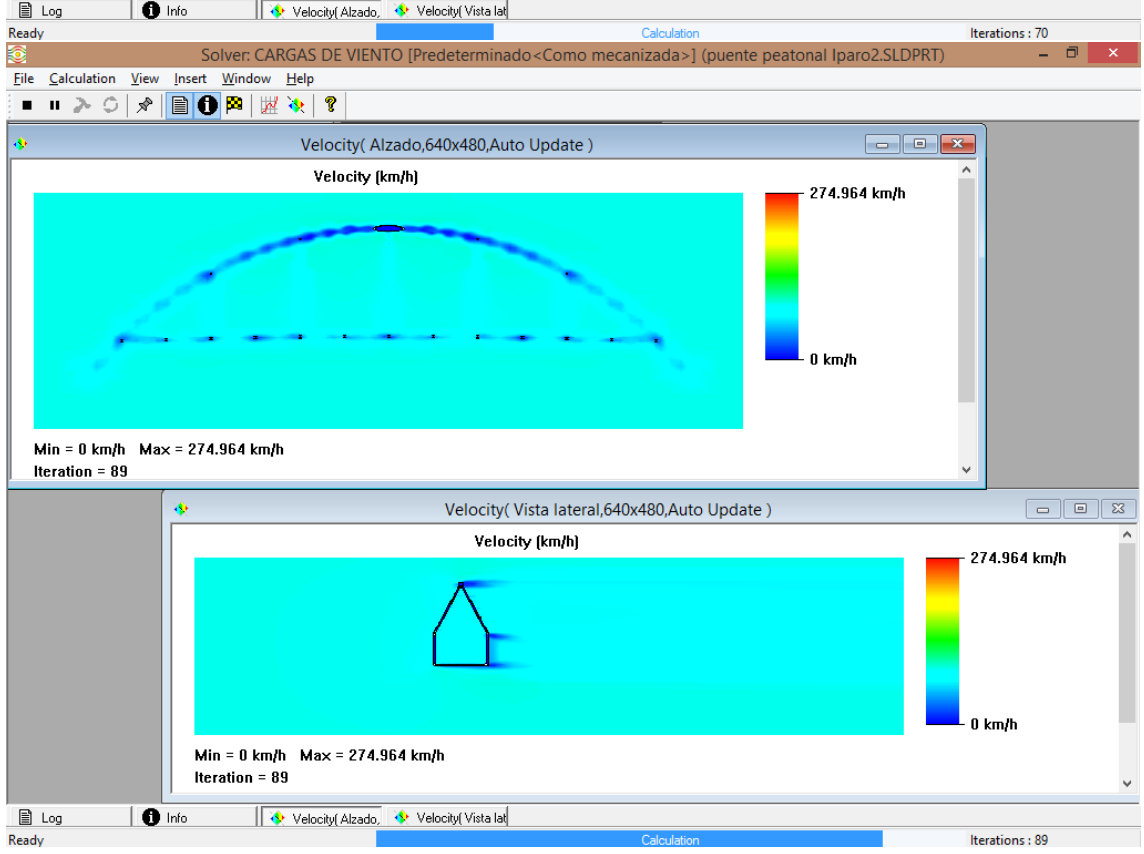 Log Info Velocity( Alzado, Velocity( Vista lat
Ready Calculation Iterations : 70
Solver: CARGAS DE VIENTO [Predeterminado<Como mecanizada>] (puente peatonal Iparo2.SLDPRT)
File Calculation View Insert Window Help
Velocity( Alzado,640x480,Auto Update )
Velocity (km/h)
274.964 km/h
0 km/h
Min = 0 km/h Max = 274.964 km/h
Iteration = 89
Velocity( Vista lateral,640x480,Auto Update )
Velocity (km/h)
274.964 km/h
0 km/h
Min = 0 km/h Max = 274.964 km/h
Iteration = 89
Log Info Velocity( Alzado, Velocity( Vista lat
Ready Calculation Iterations : 89